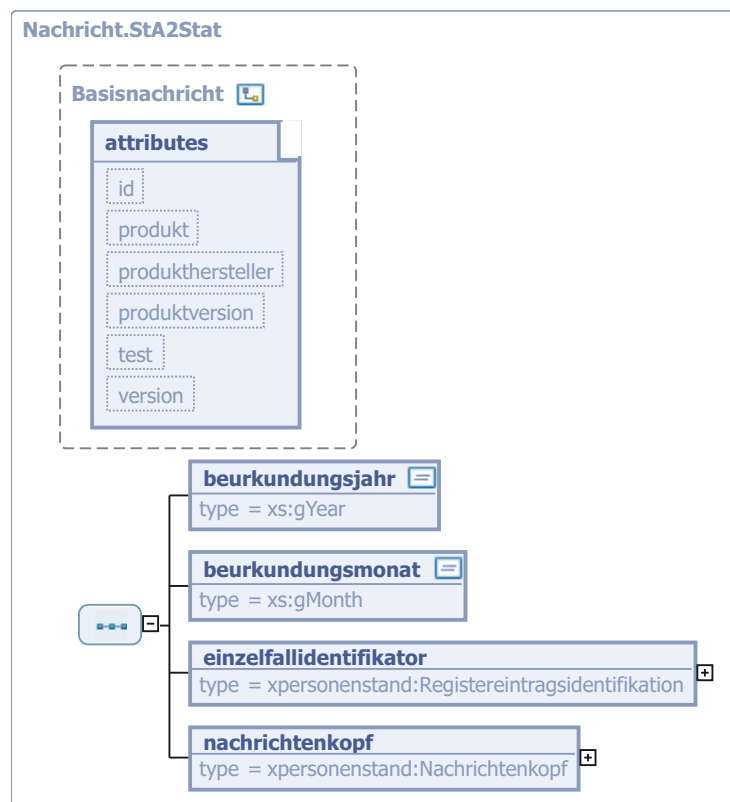 Nachricht.StA2Stat
Basisnachricht
attributes
id
produkt
produkthersteller
produktversion
test
version
beurkundungsjahr
type = xs:gYear
beurkundungsmonat
type = xs:gMonth
einzelfallidentifikator
type = xpersonenstand:Registereintragsidentifikation
nachrichtenkopf
type = xpersonenstand:Nachrichtenkopf